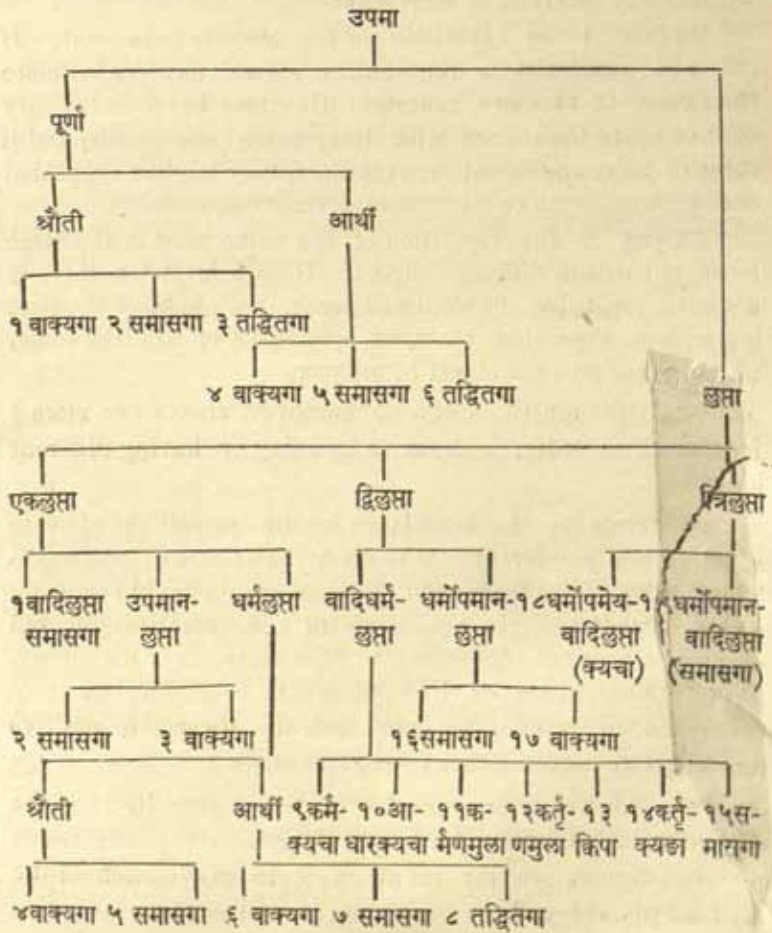 उपमा
पूर्णा
श्रौती आर्थी
१ वाक्यगा २ समासगा ३ तद्धितगा
४ वाक्यगा ५ समासगा ६ तद्धितगा लुप्ता
एकलुप्ता द्विलुप्ता त्रिलुप्ता
१वादिलुप्ता उपमान- धर्मलुप्ता वादिधर्म- धर्मोपमान- १८धर्मोपमेय- १९धर्मोपमान-
समासगा लुप्ता लुप्ता लुप्ता वादिलुप्ता वादिलुप्ता
(क्यचा) (समासगा)
२ समासगा ३ वाक्यगा १६समासगा १७ वाक्यगा
श्रौती आर्थी ९कर्म- १०आ- ११क- १२कर्तृ- १३ १४कर्तृ- १५स-
क्यचा धारक्यचा र्मणमुला णमुला क्विपा क्यङा मासगा
४वाक्यगा ५ समासगा ६ वाक्यगा ७ समासगा ८ तद्धितगा